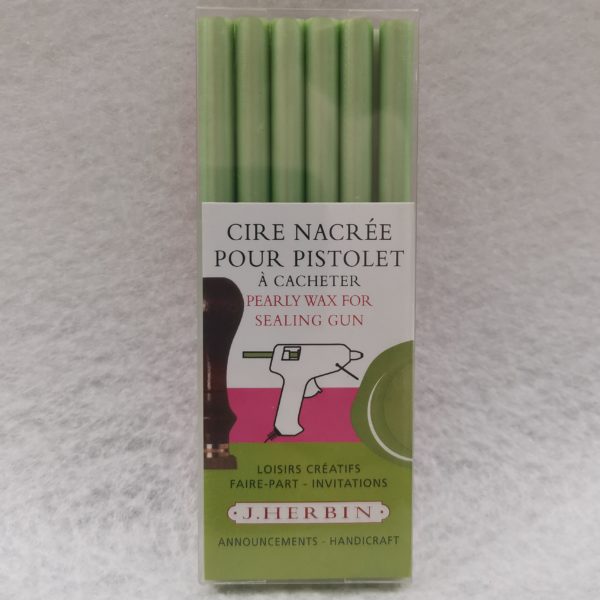 CIRE NACRÉE
POUR PISTOLET
À CACHETER
PEARLY WAX FOR
SEALING GUN
LOISIRS CRÉATIFS
FAIRE-PART - INVITATIONS
J.HERBIN
ANNOUNCEMENTS - HANDICRAFT